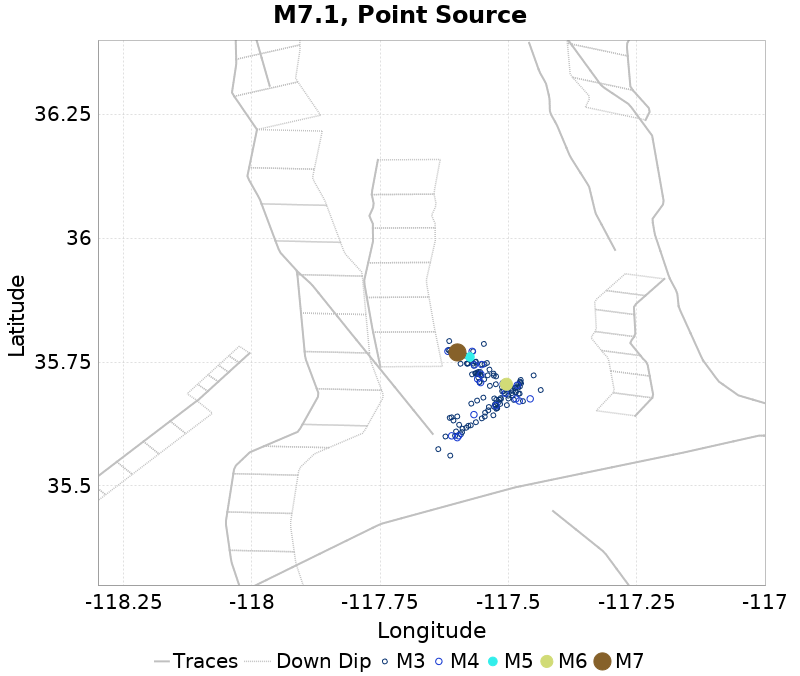 M7.1, Point Source
36.25
36
35.75
35.5
Latitude
-118.25 -118 -117.75 -117.5 -117.25 -117
Longitude
Traces Down Dip M3 M4 M5 M6 M7